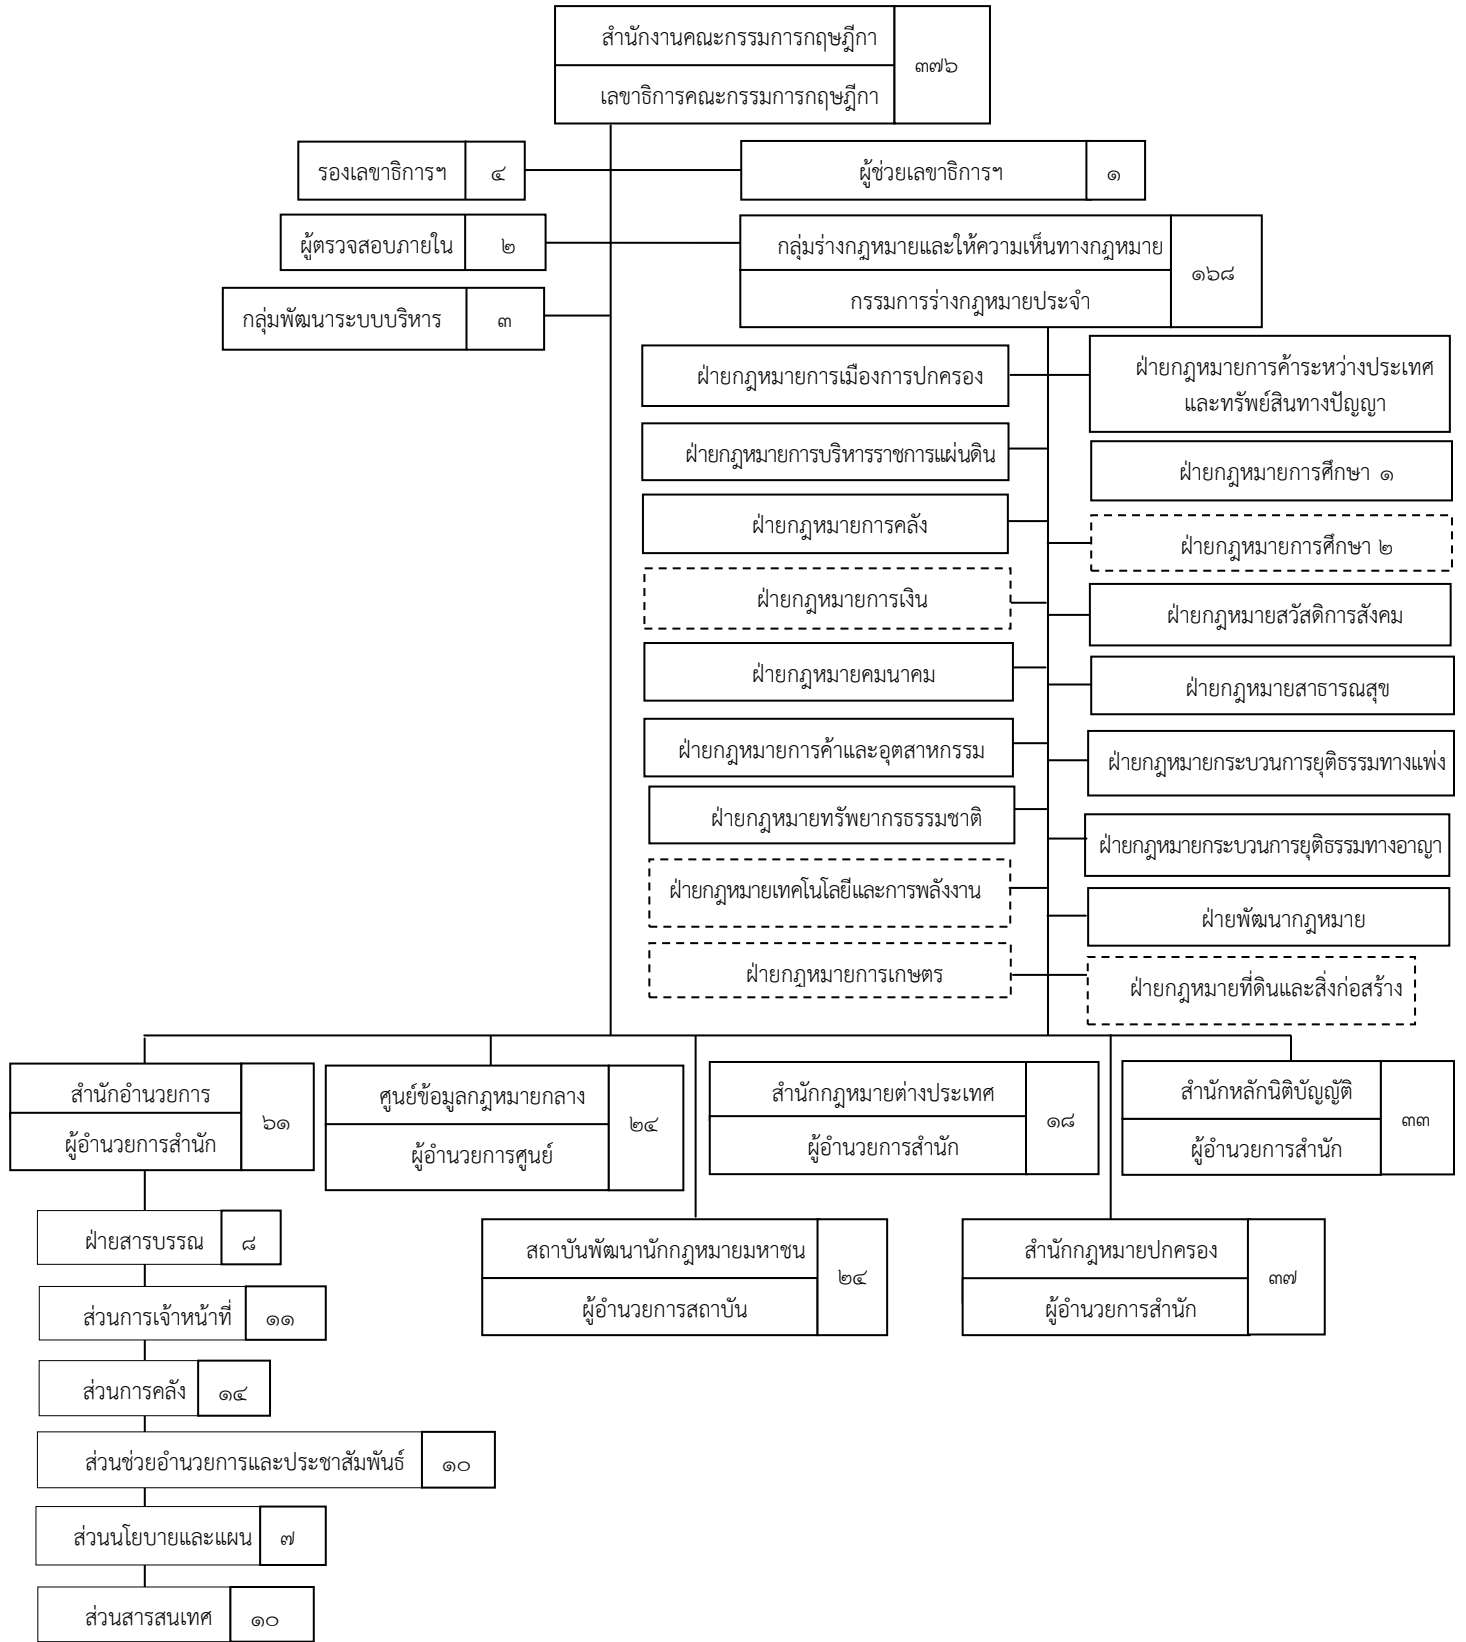 สำนักงานคณะกรรมการกฤษฎีกา
๓๗๖
เลขาธิการคณะกรรมการกฤษฎีกา
รองเลขาธิการฯ ๔
ผู้ช่วยเลขาธิการฯ ๑
ผู้ตรวจสอบภายใน ๒
กลุ่มร่างกฎหมายและให้ความเห็นทางกฎหมาย
๑๖๘
กรรมการร่างกฎหมายประจำ
กลุ่มพัฒนาระบบบริหาร ๓
ฝ่ายกฎหมายการเมืองการปกครอง
ฝ่ายกฎหมายการค้าระหว่างประเทศ
และทรัพย์สินทางปัญญา
ฝ่ายกฎหมายการบริหารราชการแผ่นดิน
ฝ่ายกฎหมายการศึกษา ๑
ฝ่ายกฎหมายการคลัง
ฝ่ายกฎหมายการศึกษา ๒
ฝ่ายกฎหมายการเงิน
ฝ่ายกฎหมายสวัสดิการสังคม
ฝ่ายกฎหมายคมนาคม
ฝ่ายกฎหมายสาธารณสุข
ฝ่ายกฎหมายการค้าและอุตสาหกรรม
ฝ่ายกฎหมายกระบวนการยุติธรรมทางแพ่ง
ฝ่ายกฎหมายทรัพยากรธรรมชาติ
ฝ่ายกฎหมายกระบวนการยุติธรรมทางอาญา
ฝ่ายกฎหมายเทคโนโลยีและการพลังงาน
ฝ่ายพัฒนากฎหมาย
ฝ่ายกฎหมายการเกษตร
ฝ่ายกฎหมายที่ดินและสิ่งก่อสร้าง
สำนักอำนวยการ
๖๑
ผู้อำนวยการสำนัก
ศูนย์ข้อมูลกฎหมายกลาง
๒๔
ผู้อำนวยการศูนย์
สำนักกฎหมายต่างประเทศ
๑๘
ผู้อำนวยการสำนัก
สำนักหลักนิติบัญญัติ
๓๓
ผู้อำนวยการสำนัก
สถาบันพัฒนานักกฎหมายมหาชน
๒๔
ผู้อำนวยการสถาบัน
สำนักกฎหมายปกครอง
๓๗
ผู้อำนวยการสำนัก
ฝ่ายสารบรรณ ๘
ส่วนการเจ้าหน้าที่ ๑๑
ส่วนการคลัง ๑๔
ส่วนช่วยอำนวยการและประชาสัมพันธ์ ๑๐
ส่วนนโยบายและแผน ๗
ส่วนสารสนเทศ ๑๐